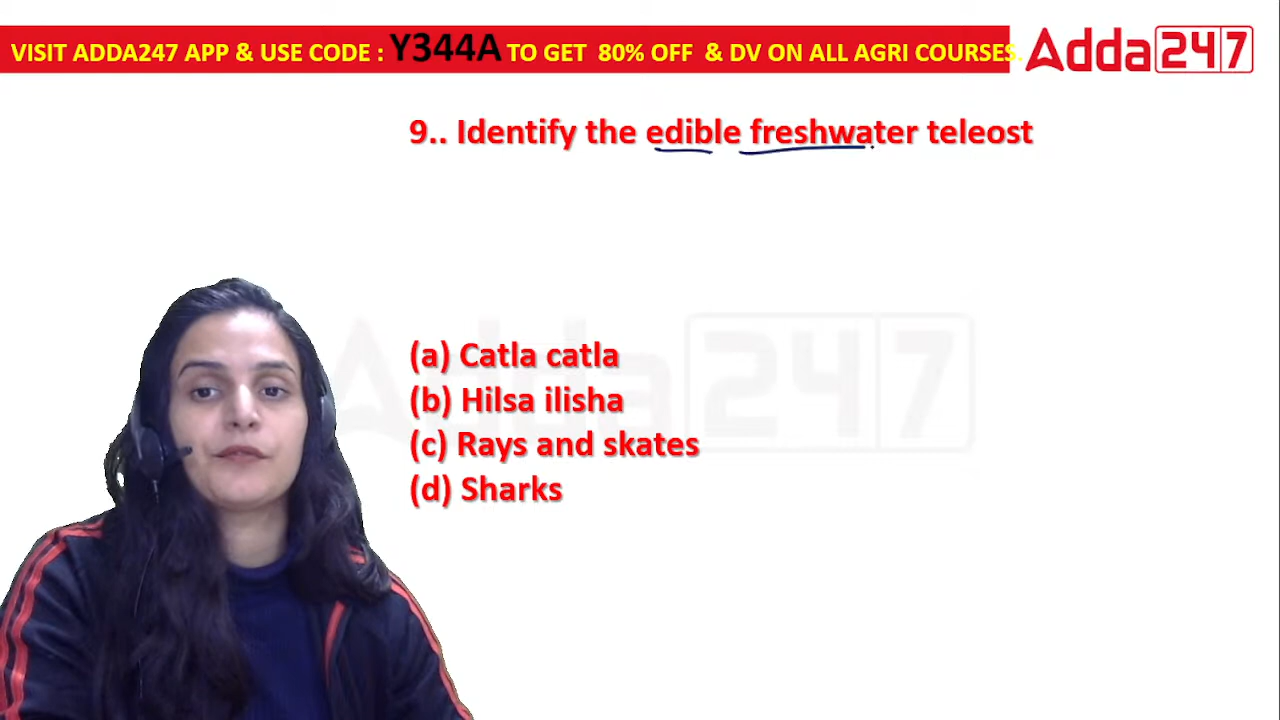 VISIT ADDA247 APP & USE CODE : Y344A TO GET 80% OFF & DV ON ALL AGRI COURSES.
Adda247
9.. Identify the edible freshwater teleost
Adda247
(a) Catla catla
(b) Hilsa ilisha
(c) Rays and skates
(d) Sharks